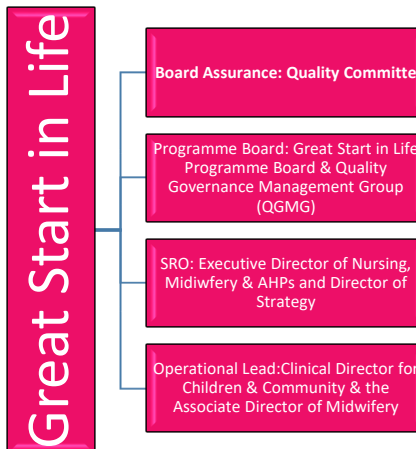 Great Start in Life
Board Assurance: Quality Committe
Programme Board: Great Start in Life
Programme Board & Quality
Governance Management Group
(QGMG)
SRO: Executive Director of Nursing,
Midiwfery & AHPs and Director of
Strategy
Operational Lead:Clinical Director for
Children & Community & the
Associate Director of Midwifery